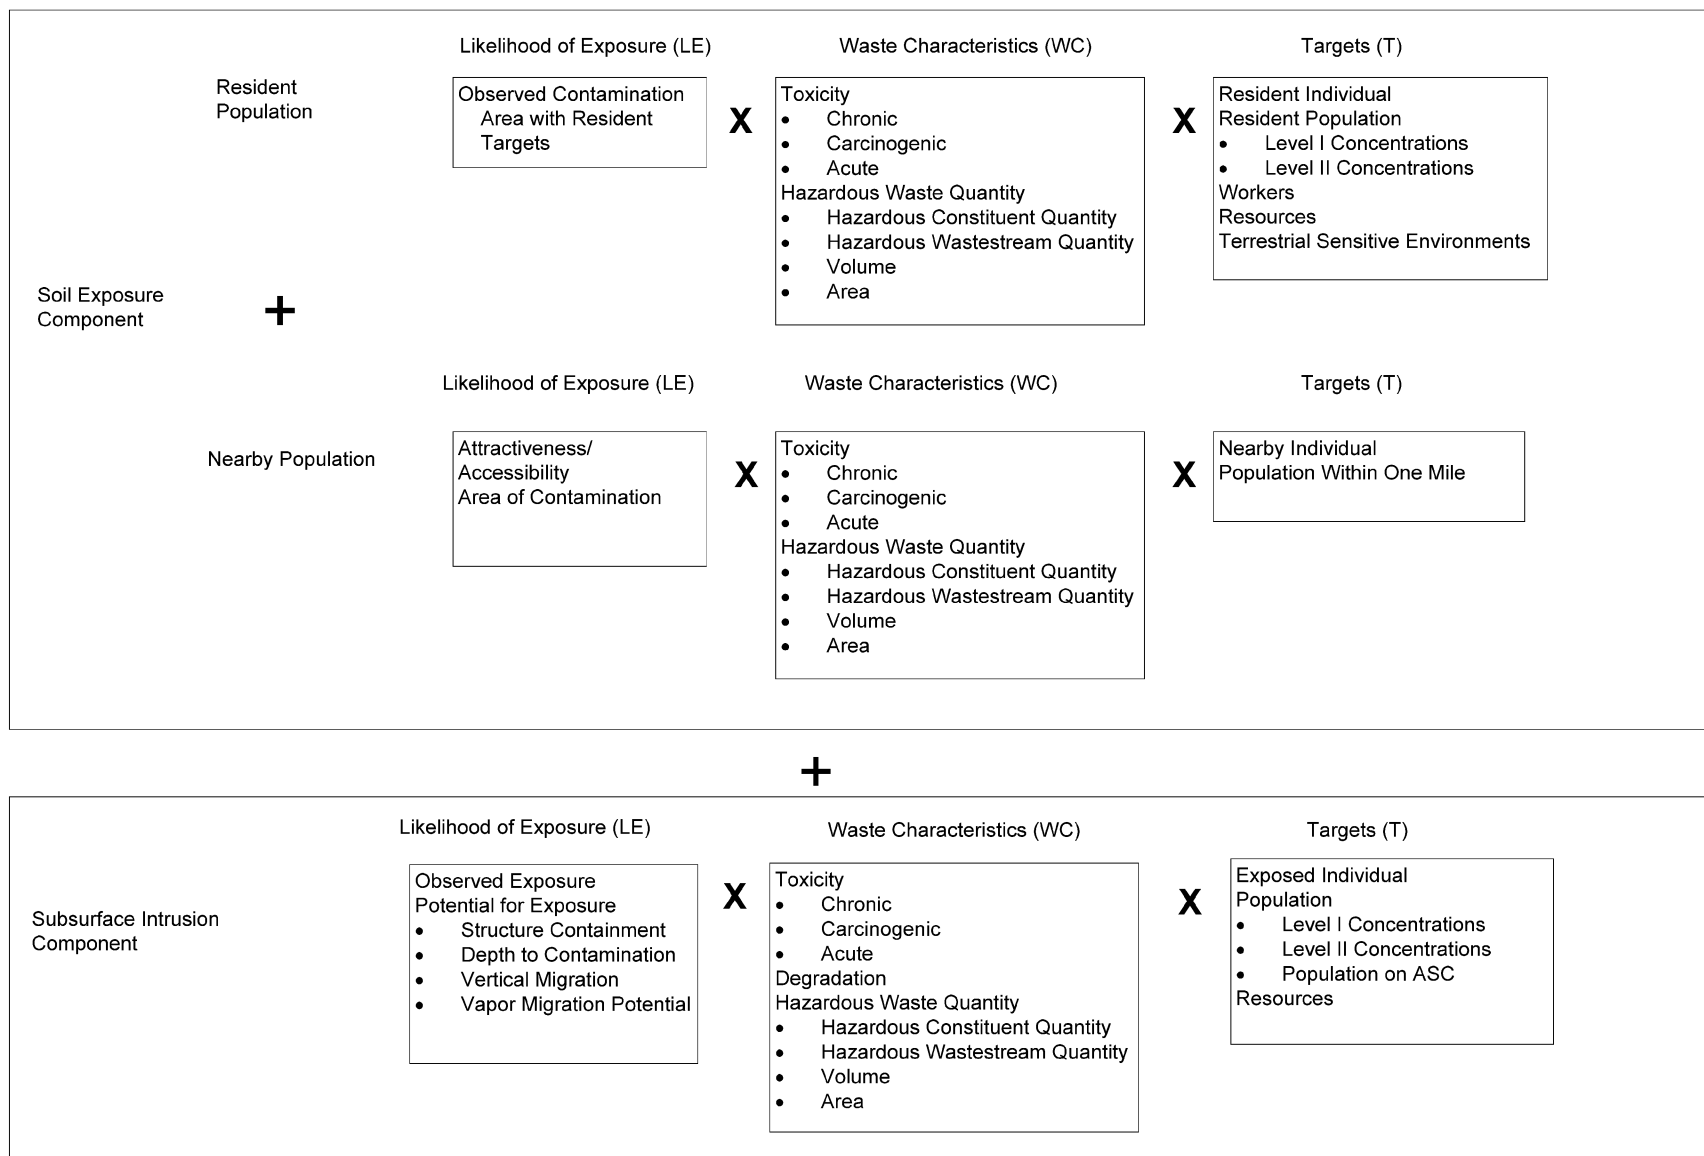 Likelihood of Exposure (LE)
Waste Characteristics (WC)
Targets (T)
Resident
Population
Observed Contamination
Area with Resident
Targets
X
Toxicity
• Chronic
• Carcinogenic
• Acute
Hazardous Waste Quantity
• Hazardous Constituent Quantity
• Hazardous Wastestream Quantity
• Volume
• Area
X
Resident Individual
Resident Population
• Level I Concentrations
• Level II Concentrations
Workers
Resources
Terrestrial Sensitive Environments
Soil Exposure
Component
+
Likelihood of Exposure (LE)
Waste Characteristics (WC)
Targets (T)
Nearby Population
Attractiveness/
Accessibility
Area of Contamination
X
Toxicity
• Chronic
• Carcinogenic
• Acute
Hazardous Waste Quantity
• Hazardous Constituent Quantity
• Hazardous Wastestream Quantity
• Volume
• Area
X
Nearby Individual
Population Within One Mile
+
Likelihood of Exposure (LE)
Waste Characteristics (WC)
Targets (T)
Subsurface Intrusion
Component
Observed Exposure
Potential for Exposure
• Structure Containment
• Depth to Contamination
• Vertical Migration
• Vapor Migration Potential
X
Toxicity
• Chronic
• Carcinogenic
• Acute
Degradation
Hazardous Waste Quantity
• Hazardous Constituent Quantity
• Hazardous Wastestream Quantity
• Volume
• Area
X
Exposed Individual
Population
• Level I Concentrations
• Level II Concentrations
• Population on ASC
Resources